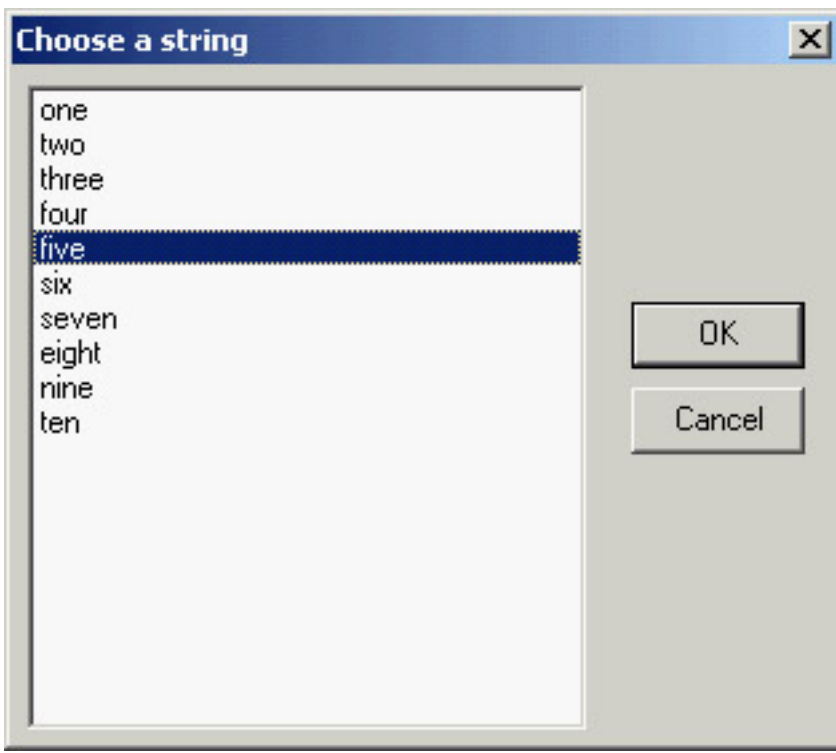 Choose a string
one
two
three
four
five
six
seven
eight
nine
ten
OK
Cancel